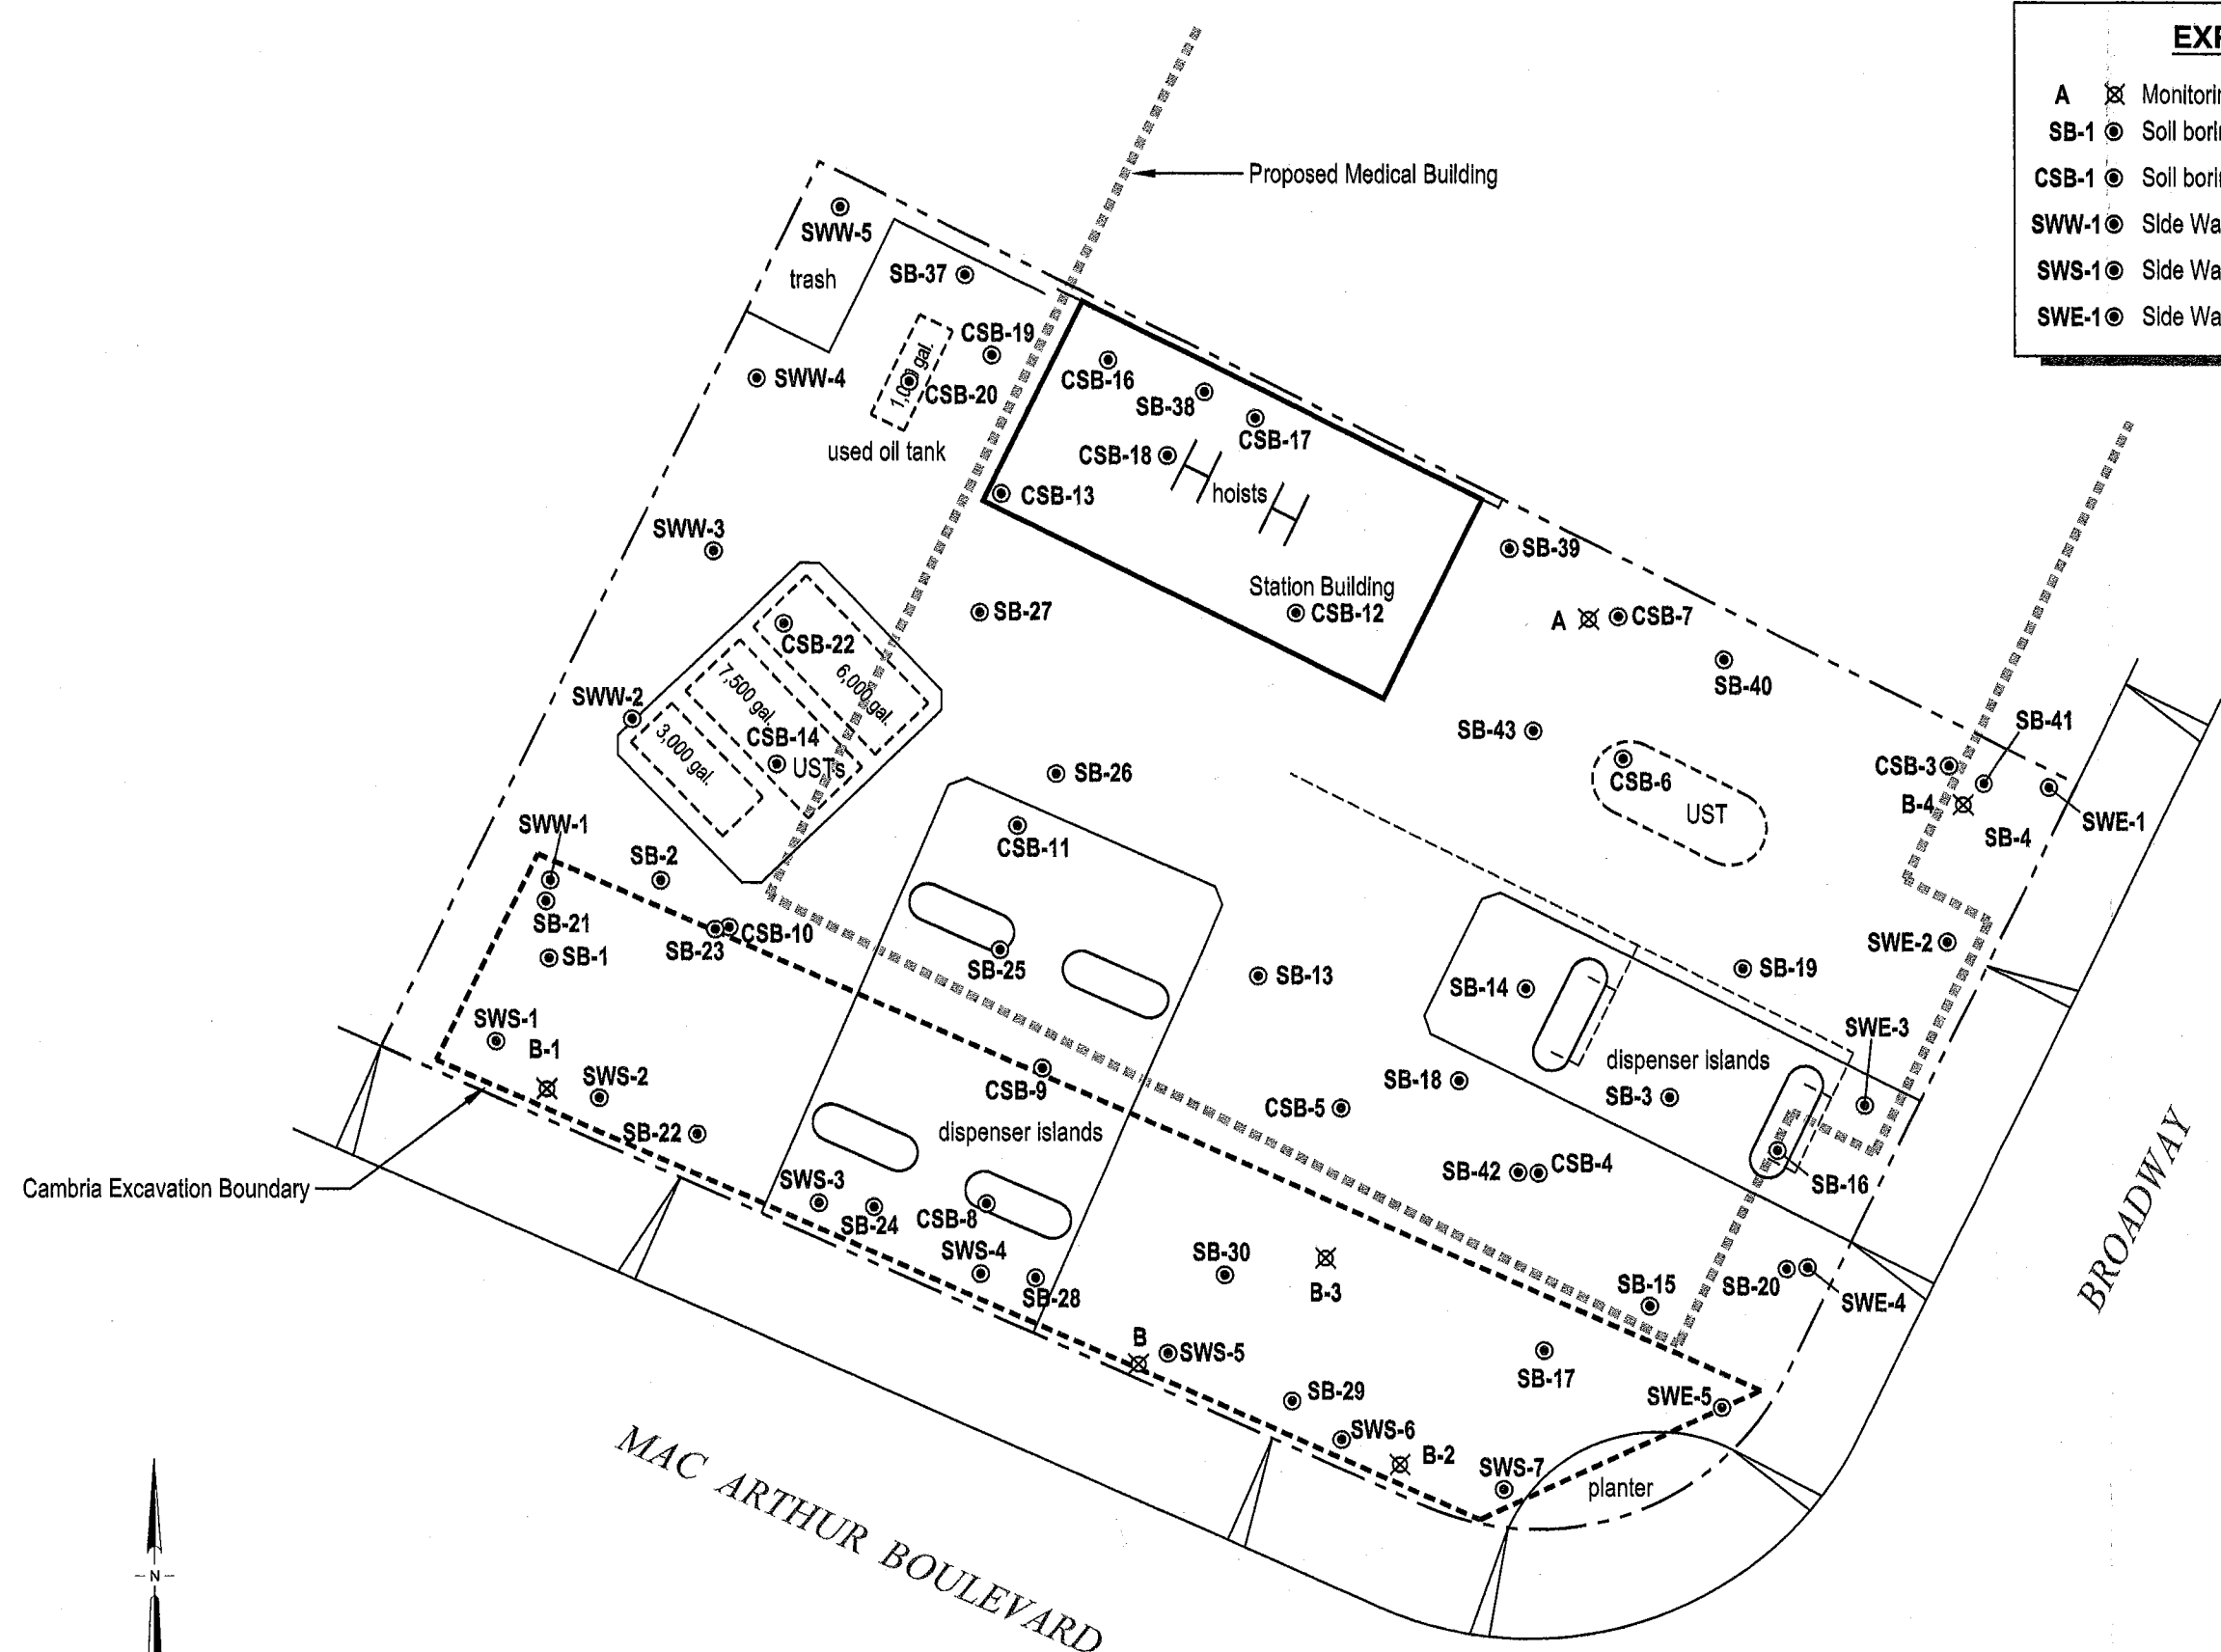 EXP
A Monitorin
SB-1 Soil borin
CSB-1 Soil borin
SWW-1 Side Wa
SWS-1 Side Wa
SWE-1 Side Wa
Proposed Medical Building
SWW-5
trash
SB-37
CSB-19
1,000 gal.
CSB-20
SWW-4
used oil tank
CSB-16
SB-38
CSB-17
CSB-18
hoists
CSB-13
SWW-3
SB-39
Station Building
CSB-12
SB-27
A
CSB-7
CSB-22
6,000 gal.
7,500 gal.
SWW-2
CSB-14
USTs
3,000 gal.
SB-40
SB-43
SB-41
CSB-3
CSB-6
UST
B-4
SB-4
SWE-1
SB-26
SWW-1
SB-2
CSB-11
SB-21
SB-23
CSB-10
SB-1
SB-25
SB-13
SB-14
SB-19
SWE-2
SWS-1
B-1
SWS-2
SWE-3
dispenser islands
SB-3
CSB-9
SB-18
CSB-5
SB-22
dispenser islands
SB-42
CSB-4
SB-16
Cambria Excavation Boundary
SWS-3
SB-24
CSB-8
SWS-4
SB-28
SB-30
B-3
SB-15
SB-20
SWE-4
BROADWAY
B
SWS-5
SB-17
SB-29
SWE-5
SWS-6
B-2
SWS-7
planter
MAC ARTHUR BOULEVARD
N